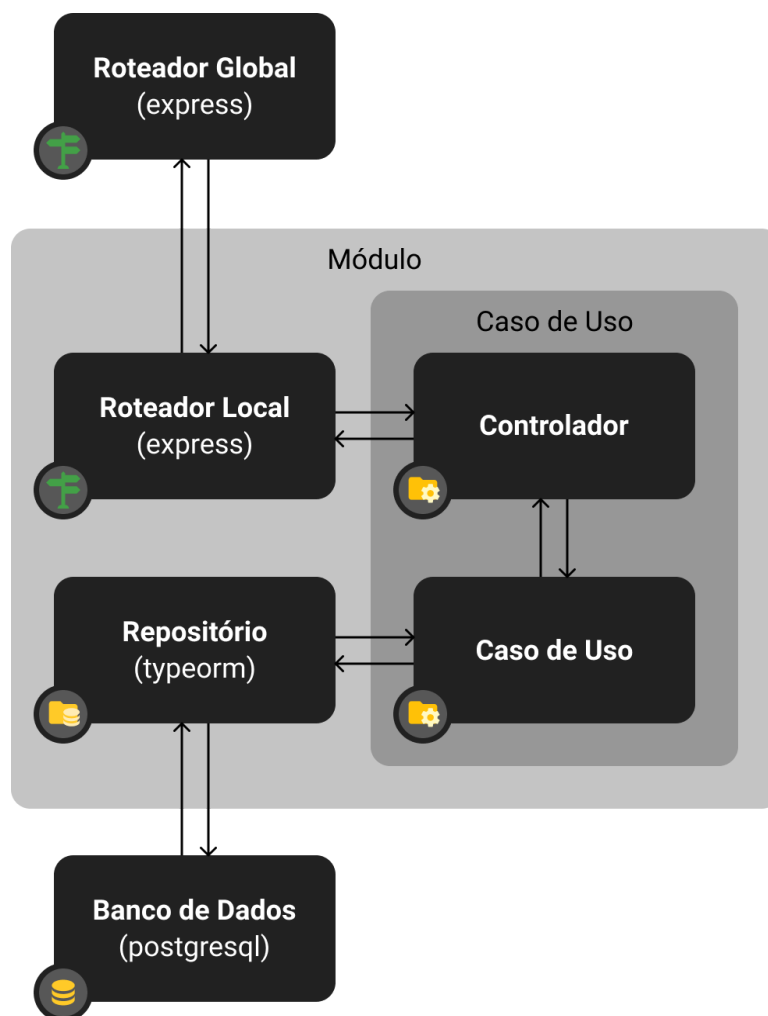 Roteador Global
(express)
Módulo
Caso de Uso
Roteador Local
(express)
Controlador
Repositório
(typeorm)
Caso de Uso
Banco de Dados
(postgresql)